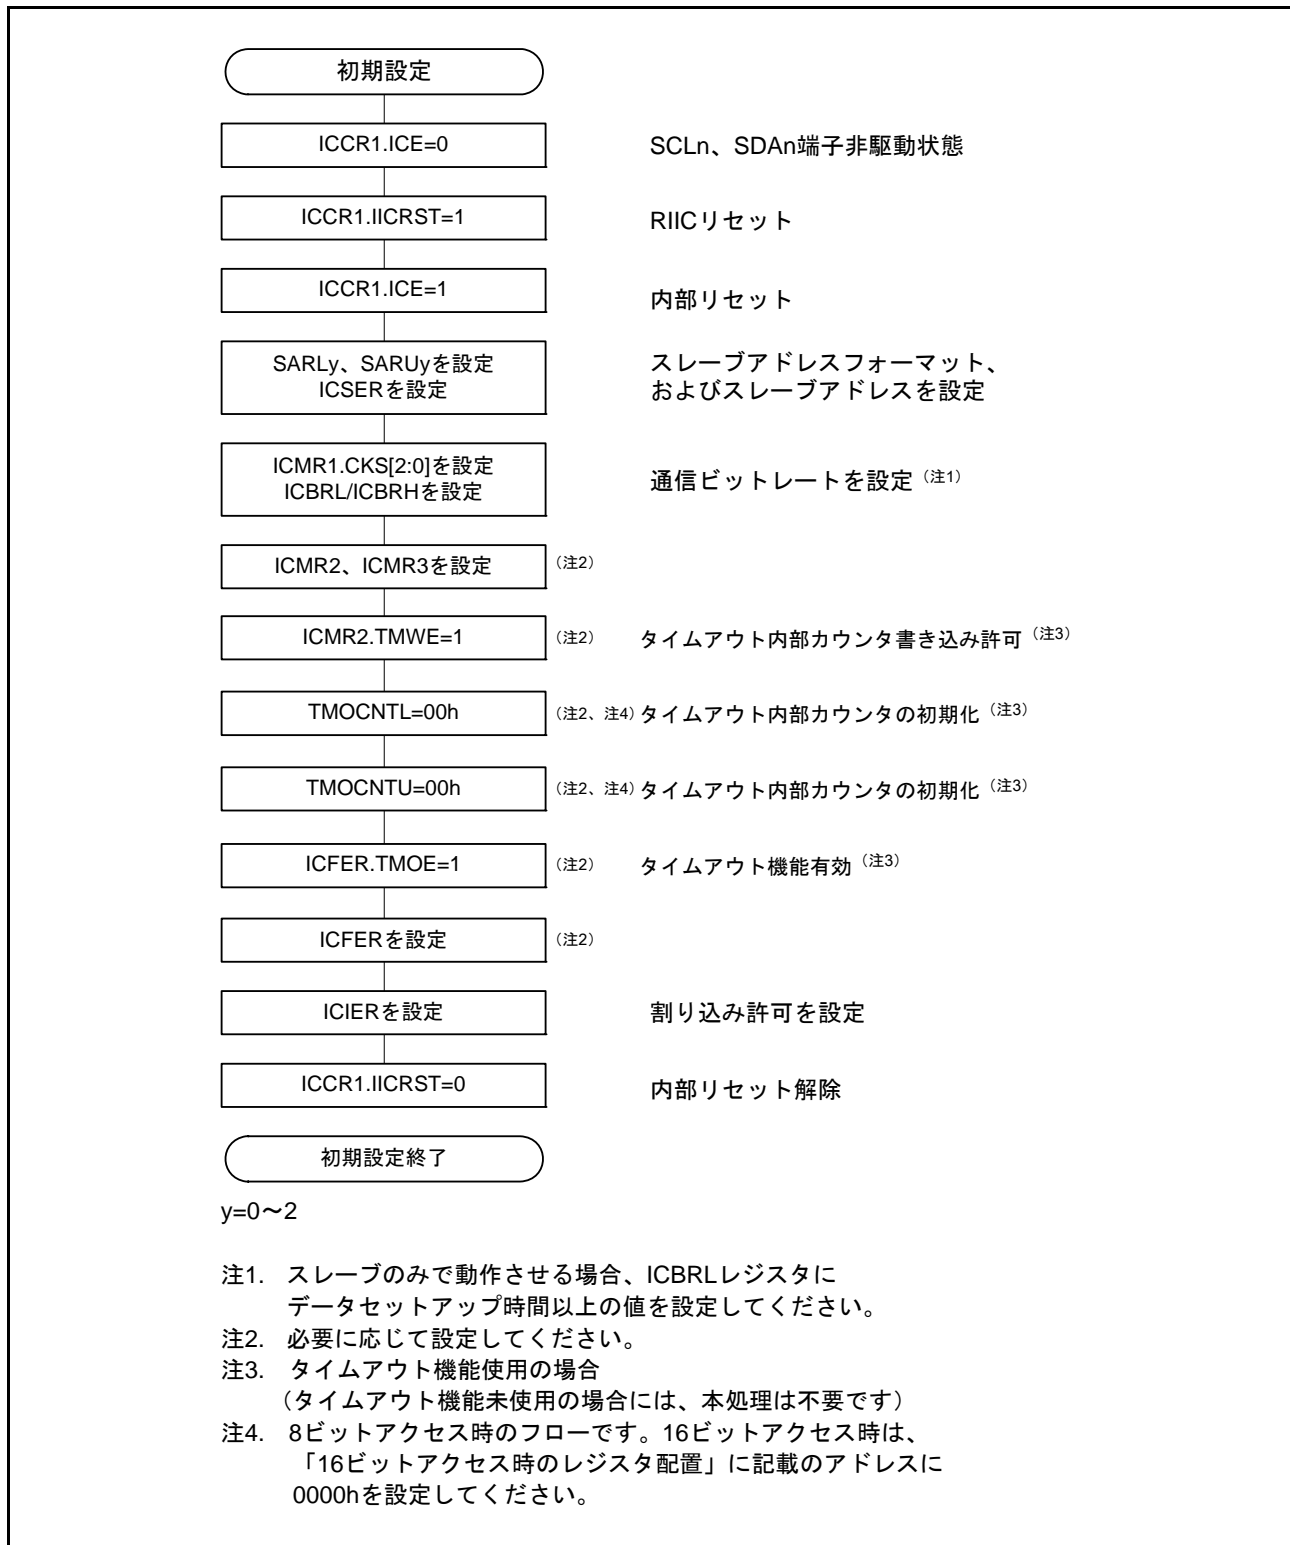 初期設定
ICCR1.ICE=0
SCLn、SDAn端子非駆動状態
ICCR1.IICRST=1
RIICリセット
ICCR1.ICE=1
内部リセット
SARLy、SARUyを設定
ICSERを設定
スレーブアドレスフォーマット、
およびスレーブアドレスを設定
ICMR1.CKS[2:0]を設定
ICBRL/ICBRHを設定
通信ビットレートを設定（注1）
ICMR2、ICMR3を設定
（注2）
ICMR2.TMWE=1
（注2）
タイムアウト内部カウンタ書き込み許可（注3）
TMOCNTL=00h
（注2、注4）
タイムアウト内部カウンタの初期化（注3）
TMOCNTU=00h
（注2、注4）
タイムアウト内部カウンタの初期化（注3）
ICFER.TMOE=1
（注2）
タイムアウト機能有効（注3）
ICFERを設定
（注2）
ICIERを設定
割り込み許可を設定
ICCR1.IICRST=0
内部リセット解除
初期設定終了
y=0～2
注1. スレーブのみで動作させる場合、ICBRLレジスタに
データセットアップ時間以上の値を設定してください。
注2. 必要に応じて設定してください。
注3. タイムアウト機能使用の場合
（タイムアウト機能未使用の場合には、本処理は不要です）
注4. 8ビットアクセス時のフローです。16ビットアクセス時は、
「16ビットアクセス時のレジスタ配置」に記載のアドレスに
0000hを設定してください。